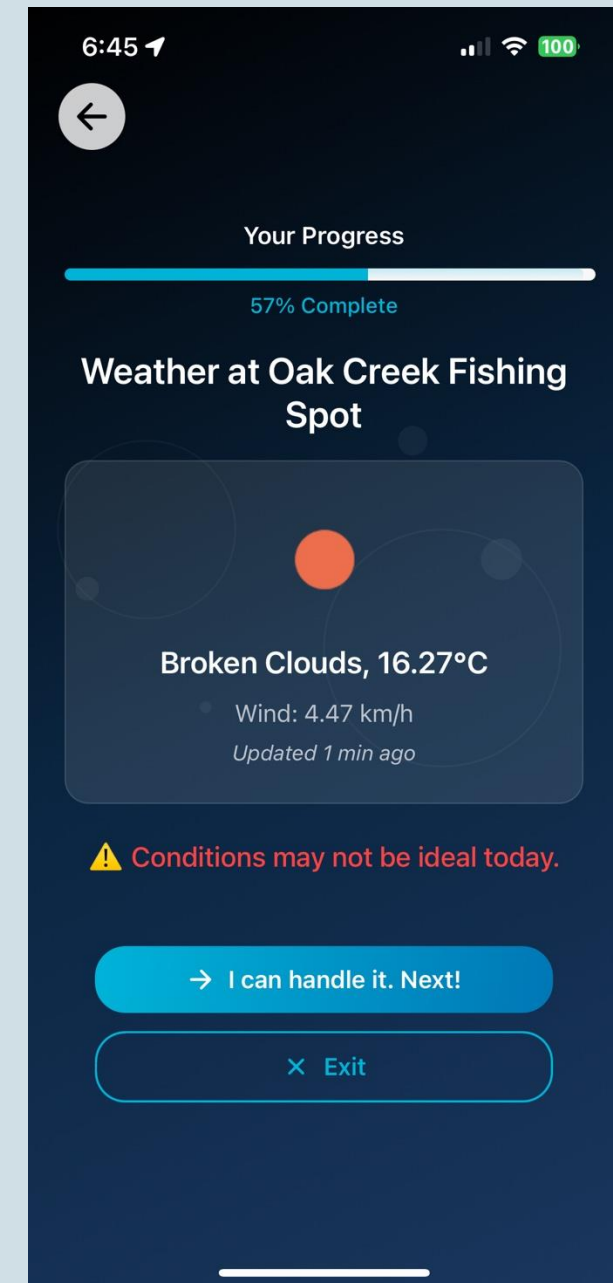 6:45
100
Your Progress
57% Complete
Weather at Oak Creek Fishing
Spot
Broken Clouds, 16.27°C
Wind: 4.47 km/h
Updated 1 min ago
⚠️ Conditions may not be ideal today.
→ I can handle it. Next!
× Exit